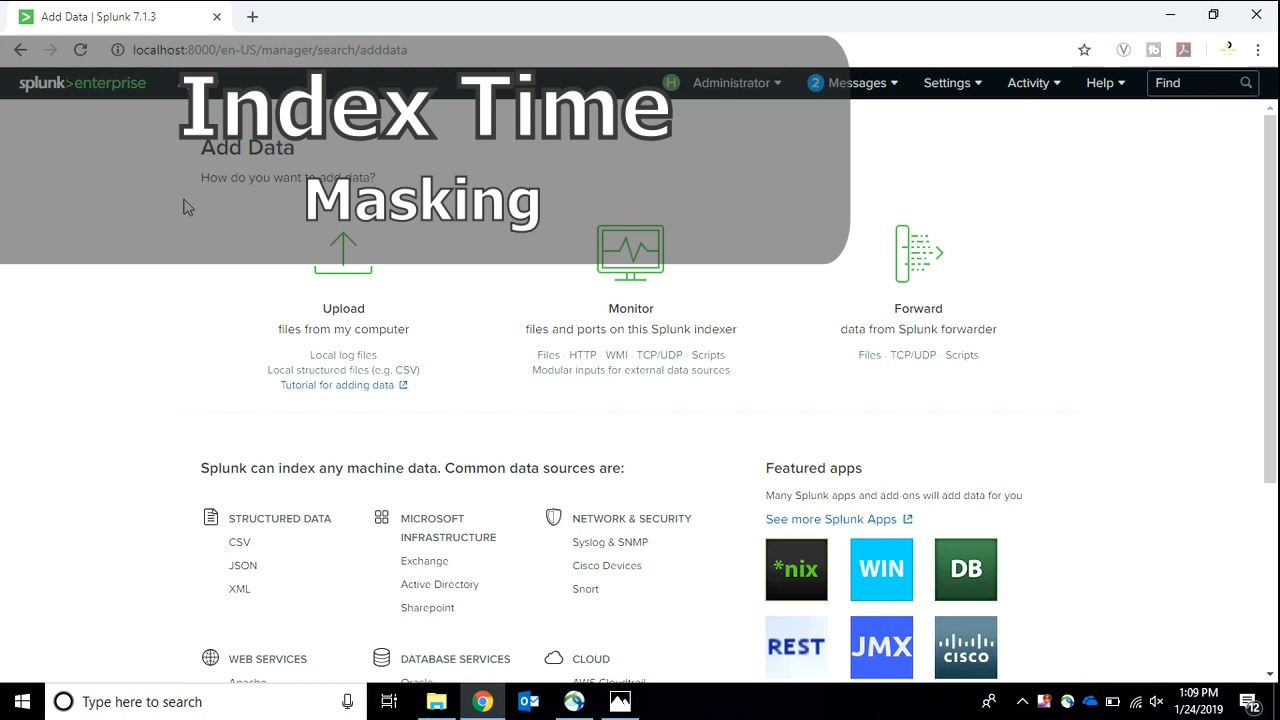 Add Data | Splunk 7.1.3
localhost:8000/en-US/manager/search/adddata
splunk>enterprise
H Administrator
2 Messages
Settings
Activity
Help
Find
Index Time
Masking
Add Data
How do you want to add data?
Upload
files from my computer
Local log files
Local structured files (e.g. CSV)
Tutorial for adding data
Monitor
files and ports on this Splunk indexer
Files · HTTP · WMI · TCP/UDP · Scripts
Modular inputs for external data sources
Forward
data from Splunk forwarder
Files · TCP/UDP · Scripts
Splunk can index any machine data. Common data sources are:
STRUCTURED DATA
CSV
JSON
XML
MICROSOFT
INFRASTRUCTURE
Exchange
Active Directory
Sharepoint
NETWORK & SECURITY
Syslog & SNMP
Cisco Devices
Snort
WEB SERVICES
Apache
DATABASE SERVICES
Oracle
CLOUD
AWS Cloudtrail
Featured apps
Many Splunk apps and add-ons will add data for you
See more Splunk Apps
*nix
WIN
DB
REST
JMX
CISCO
Type here to search
1:09 PM
1/24/2019
12